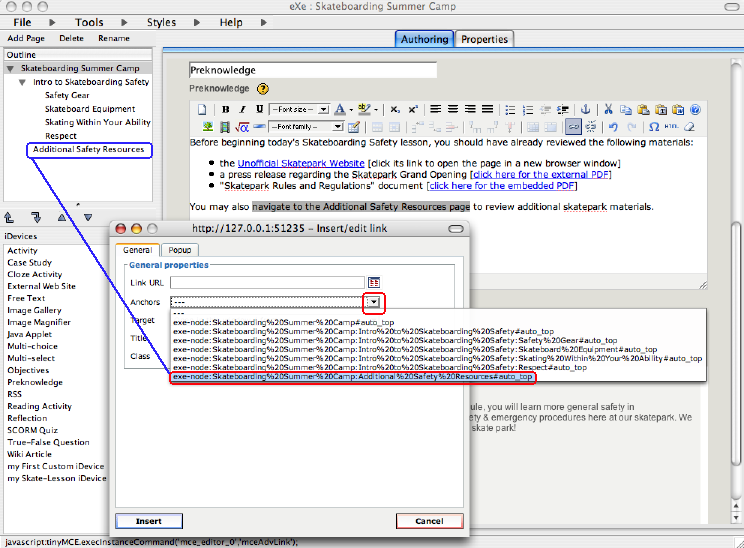 eXe : Skateboarding Summer Camp
File Tools Styles Help
Add Page Delete Rename
Authoring Properties
Outline
Skateboarding Summer Camp
Intro to Skateboarding Safety
Safety Gear
Skateboard Equipment
Skating Within Your Ability
Respect
Additional Safety Resources
iDevices
Activity
Case Study
Cloze Activity
External Web Site
Free Text
Image Gallery
Image Magnifier
Java Applet
Multi-choice
Multi-select
Objectives
Preknowledge
RSS
Reading Activity
Reflection
SCORM Quiz
True-False Question
Wiki Article
my First Custom iDevice
my Skate-Lesson iDevice
Preknowledge
Preknowledge
B I U --Font size -- A ab
--Font family --
HTML
Before beginning today's Skateboarding Safety lesson, you should have already reviewed the following materials:
the Unofficial Skatepark Website [click its link to open the page in a new browser window]
a press release regarding the Skatepark Grand Opening [click here for the external PDF]
"Skatepark Rules and Regulations" document [click here for the embedded PDF]
You may also navigate to the Additional Safety Resources page to review additional skatepark materials.
http://127.0.0.1:51235 – Insert/edit link
General Popup
General properties
Link URL
Anchors ---
Target
Title
Class
---
exe-node:Skateboarding%20Summer%20Camp#auto_top
exe-node:Skateboarding%20Summer%20Camp:Intro%20to%20Skateboarding%20Safety#auto_top
exe-node:Skateboarding%20Summer%20Camp:Intro%20to%20Skateboarding%20Safety:Safety%20Gear#auto_top
exe-node:Skateboarding%20Summer%20Camp:Intro%20to%20Skateboarding%20Safety:Skateboard%20Equipment#auto_top
exe-node:Skateboarding%20Summer%20Camp:Intro%20to%20Skateboarding%20Safety:Skating%20Within%20Your%20Ability#auto_top
exe-node:Skateboarding%20Summer%20Camp:Intro%20to%20Skateboarding%20Safety:Respect#auto_top
exe-node:Skateboarding%20Summer%20Camp:Additional%20Safety%20Resources#auto_top
you will learn more general safety in
& emergency procedures here at our skatepark. We
skate park!
Insert Cancel
javascript:tinyMCE.execInstanceCommand('mce_editor_0','mceAdvLink');